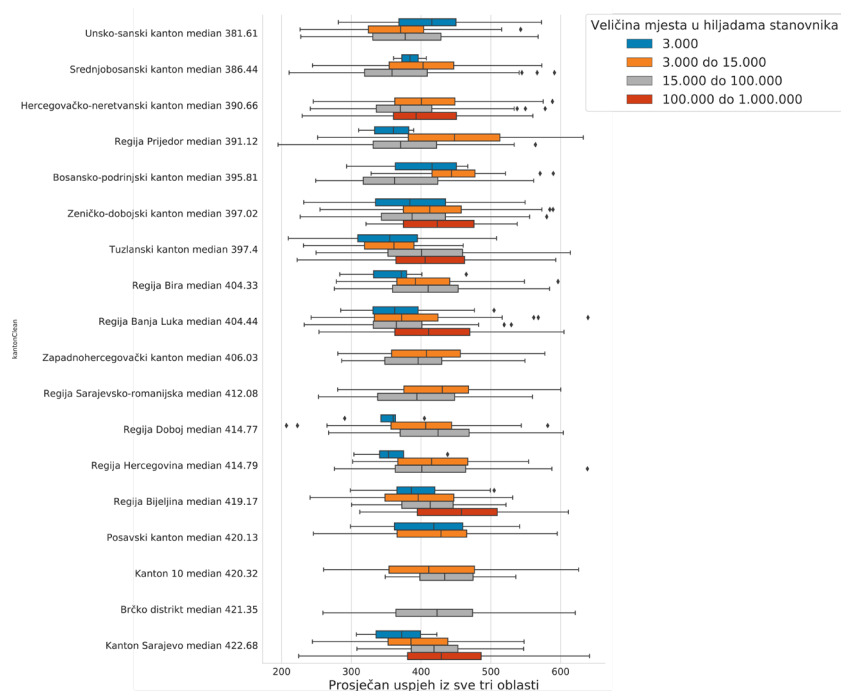 Veličina mjesta u hiljadama stanovnika
3.000
3.000 do 15.000
15.000 do 100.000
100.000 do 1.000.000
kantonClean
Unsko-sanski kanton median 381.61
Srednjobosanski kanton median 386.44
Hercegovačko-neretvanski kanton median 390.66
Regija Prijedor median 391.12
Bosansko-podrinjski kanton median 395.81
Zeničko-dobojski kanton median 397.02
Tuzlanski kanton median 397.4
Regija Bira median 404.33
Regija Banja Luka median 404.44
Zapadnohercegovački kanton median 406.03
Regija Sarajevsko-romanijska median 412.08
Regija Doboj median 414.77
Regija Hercegovina median 414.79
Regija Bijeljina median 419.17
Posavski kanton median 420.13
Kanton 10 median 420.32
Brčko distrikt median 421.35
Kanton Sarajevo median 422.68
200 300 400 500 600
Prosječan uspjeh iz sve tri oblasti